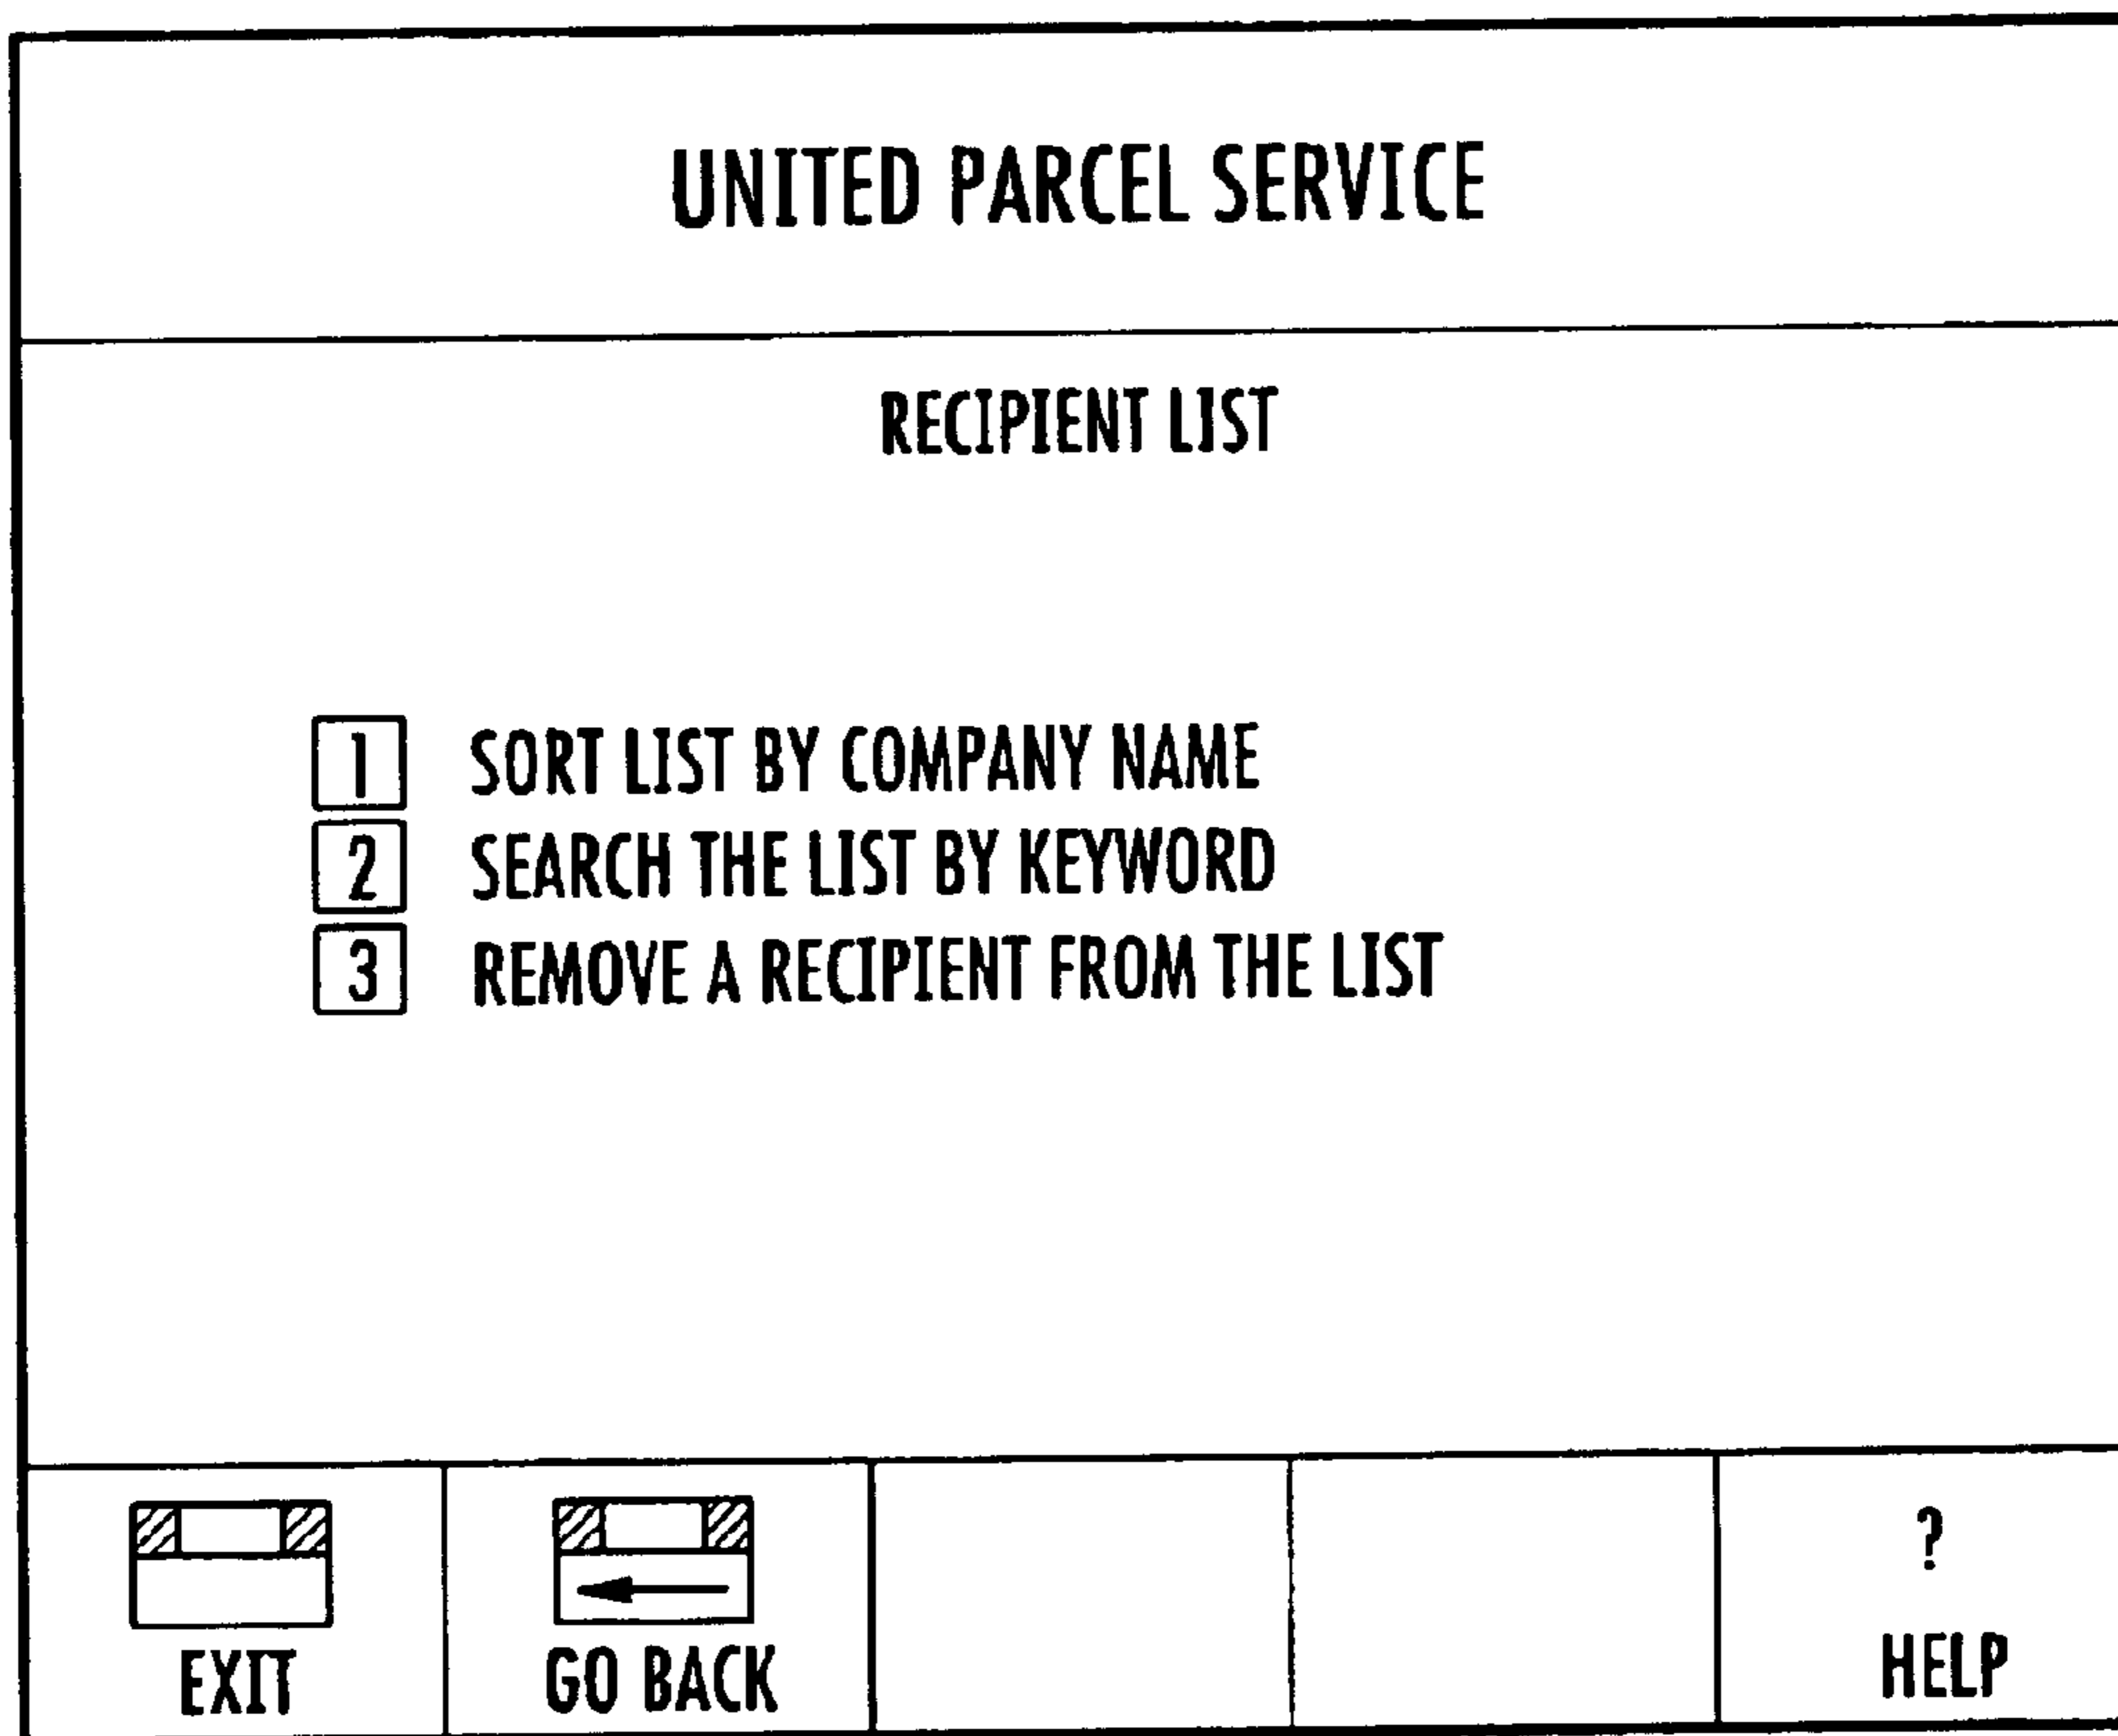 UNITED PARCEL SERVICE
RECIPIENT LIST
1 SORT LIST BY COMPANY NAME
2 SEARCH THE LIST BY KEYWORD
3 REMOVE A RECIPIENT FROM THE LIST
?
EXIT GO BACK HELP